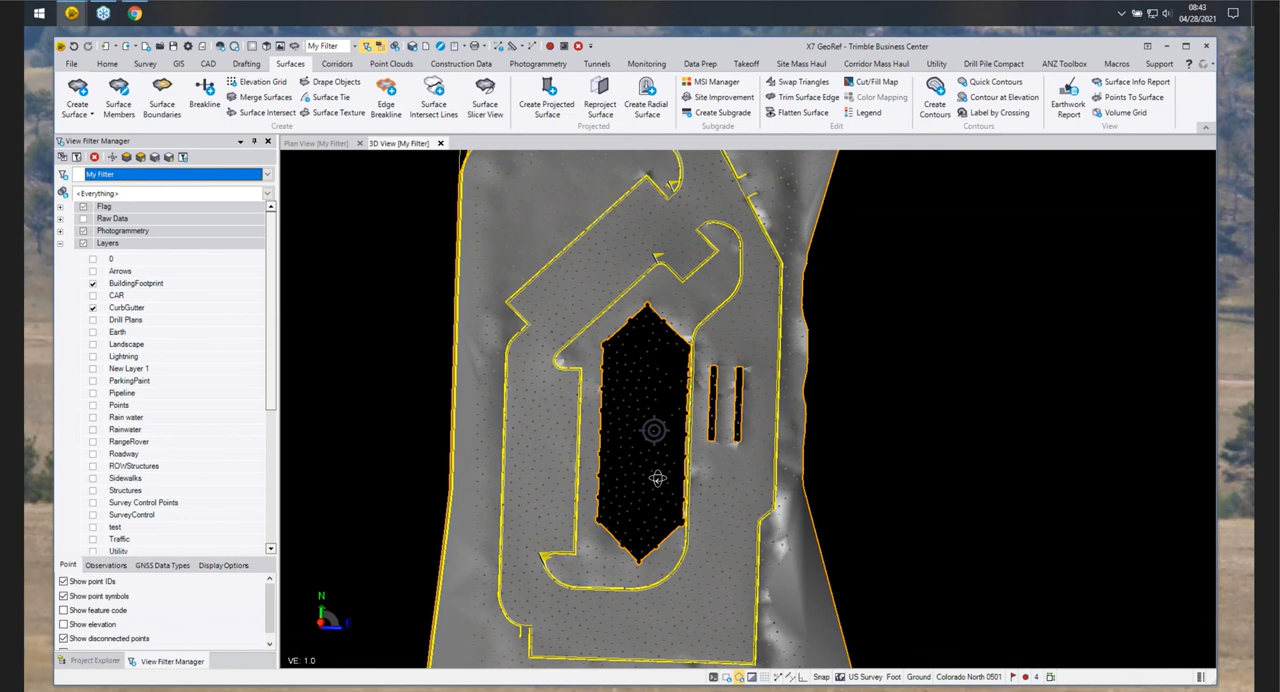 08:43
04/28/2021
My Filter
X7 GeoRef - Trimble Business Center
File Home Survey GIS CAD Drafting Surfaces Corridors Point Clouds Construction Data Photogrammetry Tunnels Monitoring Data Prep Takeoff Site Mass Haul Corridor Mass Haul Utility Drill Pile Compact ANZ Toolbox Macros Support
Create Surface
Surface Members
Surface Boundaries
Breakline
Elevation Grid
Merge Surfaces
Surface Intersect
Drape Objects
Surface Tie
Surface Texture
Edge Breakline
Surface Intersect Lines
Surface Slicer View
Create Projected Surface
Reproject Surface
Create Radial Surface
MSI Manager
Site Improvement
Create Subgrade
Swap Triangles
Trim Surface Edge
Flatten Surface
Cut/Fill Map
Color Mapping
Legend
Create Contours
Quick Contours
Contour at Elevation
Label by Crossing
Earthwork Report
Surface Info Report
Points To Surface
Volume Grid
Create Projected Subgrade Edit Contours View
View Filter Manager
Plan View [My Filter]
3D View [My Filter]
My Filter
<Everything>
Flag
Raw Data
Photogrammetry
Layers
0
Arrows
BuildingFootprint
CAR
CurbGutter
Drill Plans
Earth
Landscape
Lightning
New Layer 1
ParkingPaint
Pipeline
Points
Rain water
Rainwater
RangeRover
Roadway
ROWStructures
Sidewalks
Structures
Survey Control Points
SurveyControl
test
Traffic
Utility
Point Observations GNSS Data Types Display Options
Show point IDs
Show point symbols
Show feature code
Show elevation
Show disconnected points
Project Explorer View Filter Manager
N
E
VE: 1.0
Snap US Survey Foot Ground Colorado North 0501 4